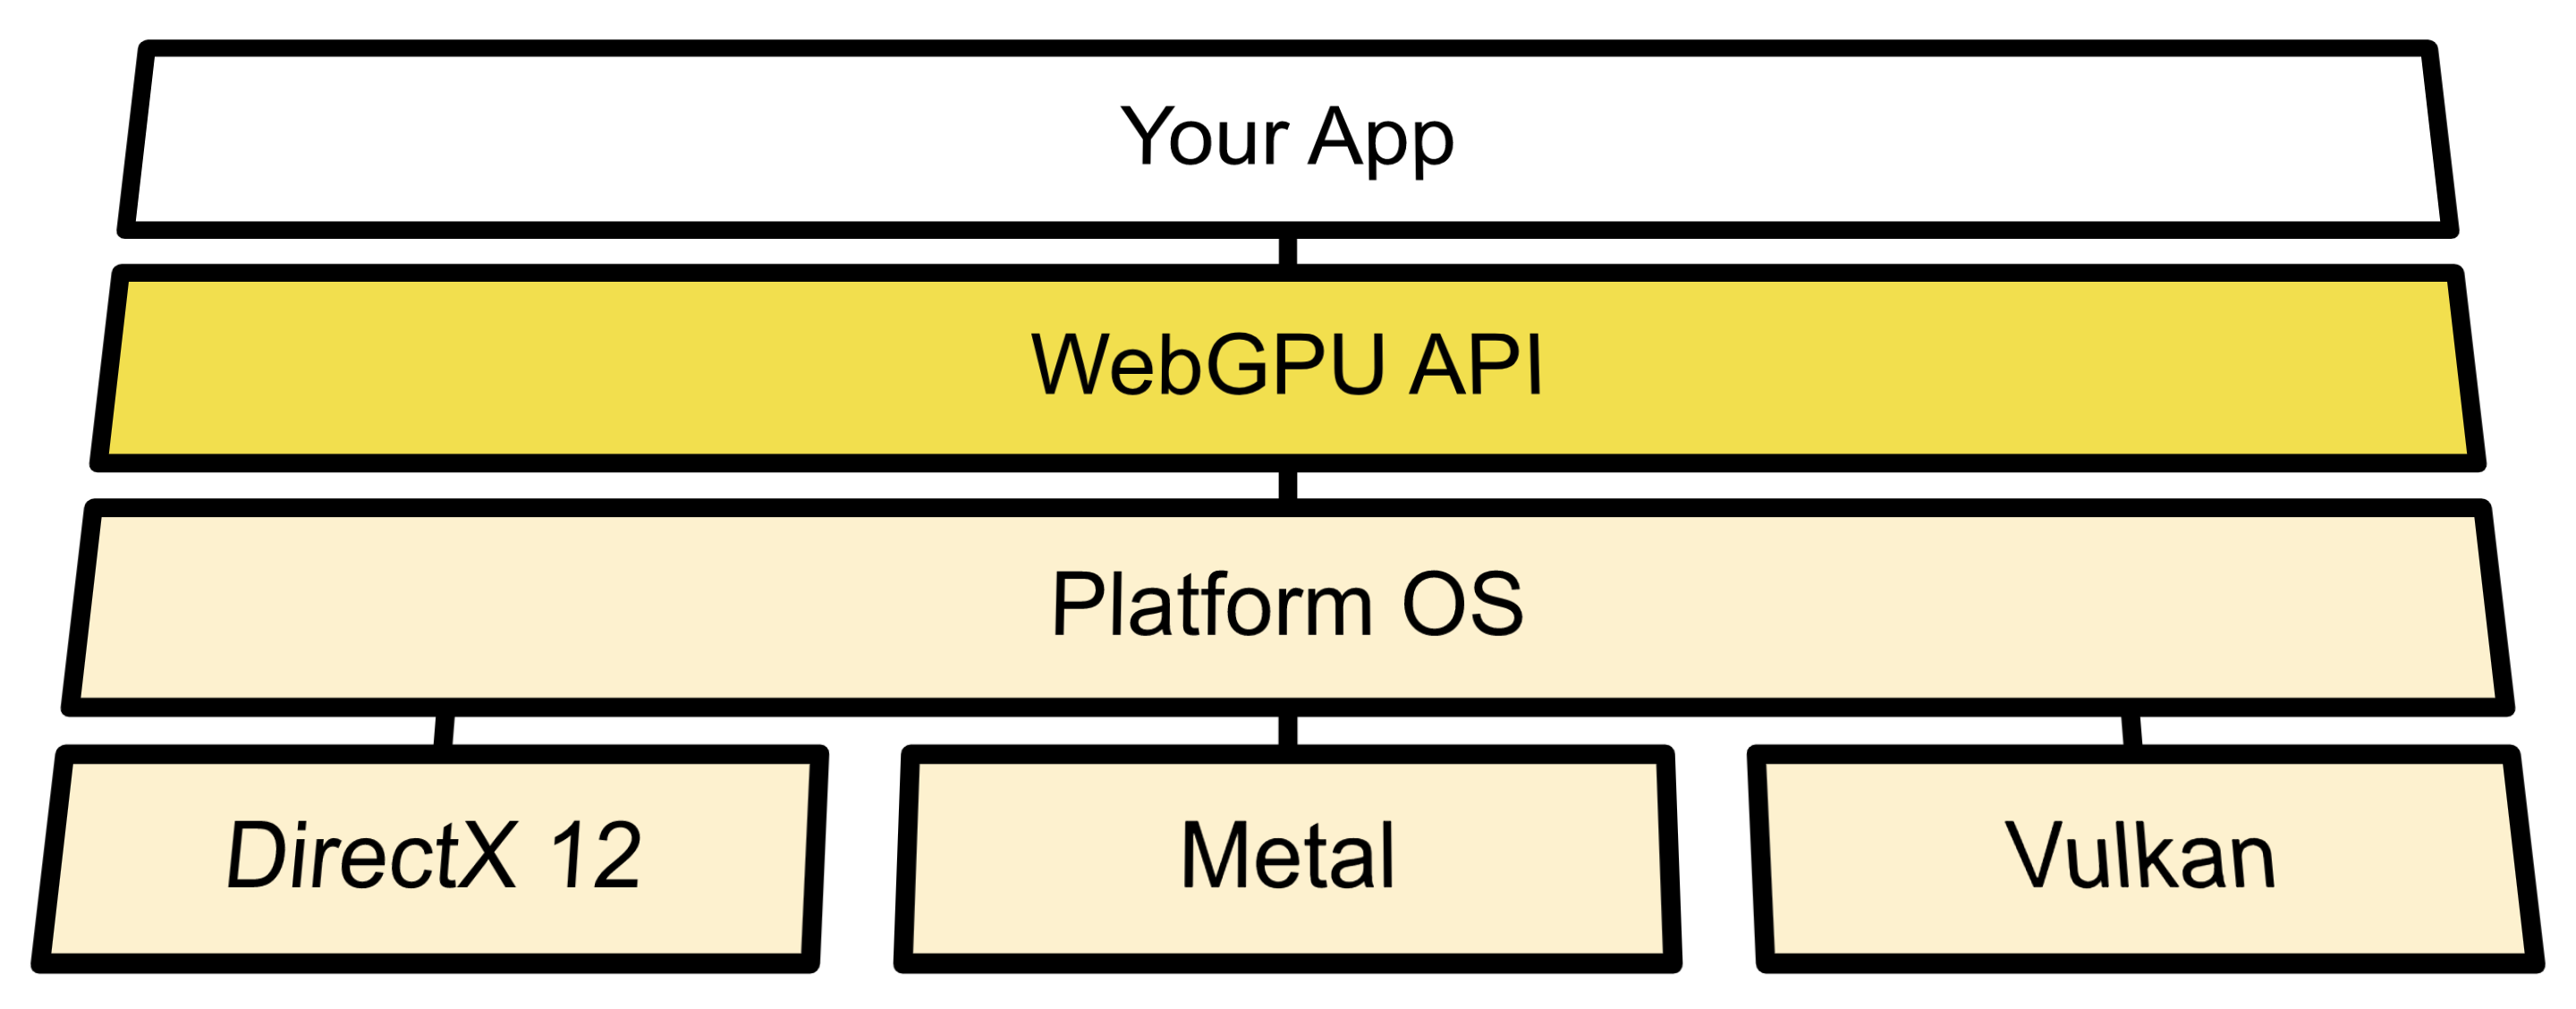 Your App
WebGPU API
Platform OS
DirectX 12
Metal
Vulkan